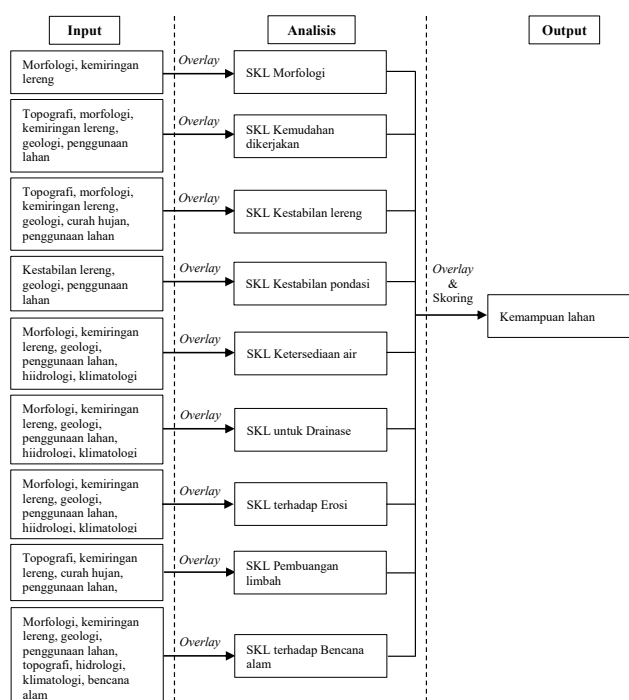 Input
Analisis
Output
Morfologi, kemiringan
lereng
Overlay
SKL Morfologi
Topografi, morfologi,
kemiringan lereng,
geologi, penggunaan
lahan
Overlay
SKL Kemudahan
dikerjakan
Topografi, morfologi,
kemiringan lereng,
geologi, curah hujan,
penggunaan lahan
Overlay
SKL Kestabilan lereng
Kestabilan lereng,
geologi, penggunaan
lahan
Overlay
SKL Kestabilan pondasi
Overlay
&
Skoring
Kemampuan lahan
Morfologi, kemiringan
lereng, geologi,
penggunaan lahan,
hiidrologi, klimatologi
Overlay
SKL Ketersediaan air
Morfologi, kemiringan
lereng, geologi,
penggunaan lahan,
hiidrologi, klimatologi
Overlay
SKL untuk Drainase
Morfologi, kemiringan
lereng, geologi,
penggunaan lahan,
hiidrologi, klimatologi
Overlay
SKL terhadap Erosi
Topografi, kemiringan
lereng, curah hujan,
penggunaan lahan,
Overlay
SKL Pembuangan
limbah
Morfologi, kemiringan
lereng, geologi,
penggunaan lahan,
topografi, hidrologi,
klimatologi, bencana
alam
Overlay
SKL terhadap Bencana
alam